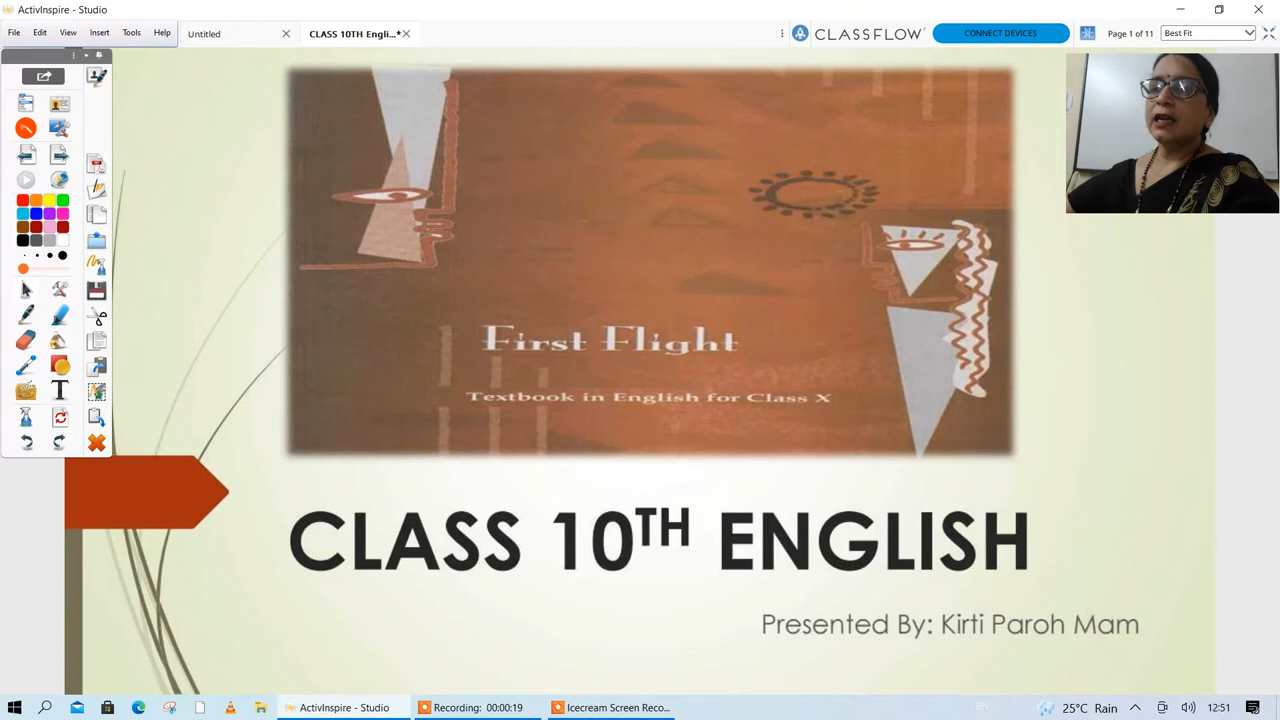 ActivInspire - Studio
File Edit View Insert Tools Help
Untitled
CLASS 10TH Engli...*
CLASSFLOW
CONNECT DEVICES
Page 1 of 11
Best Fit
First Flight
Textbook in English for Class X
CLASS 10TH ENGLISH
Presented By: Kirti Paroh Mam
ActivInspire - Studio
Recording: 00:00:19
Icecream Screen Reco...
25°C Rain
12:51